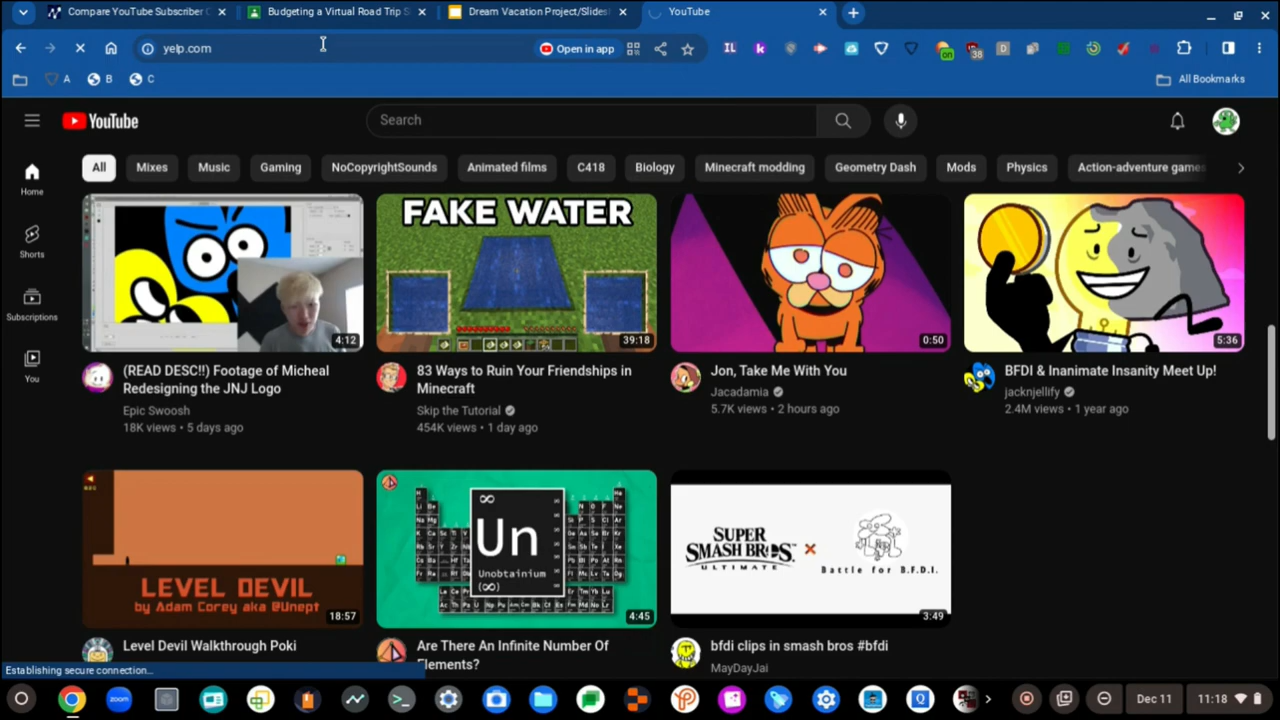 Compare YouTube Subscriber C
Budgeting a Virtual Road Trip S
Dream Vacation Project/Slides
YouTube
yelp.com
Open in app
IL
k
on
38
D
A
B
C
All Bookmarks
YouTube
Search
All
Mixes
Music
Gaming
NoCopyrightSounds
Animated films
C418
Biology
Minecraft modding
Geometry Dash
Mods
Physics
Action-adventure games
Home
Shorts
Subscriptions
You
4:12
FAKE WATER
39:18
0:50
5:36
(READ DESC!!) Footage of Micheal
Redesigning the JNJ Logo
Epic Swoosh
18K views • 5 days ago
83 Ways to Ruin Your Friendships in
Minecraft
Skip the Tutorial
454K views • 1 day ago
Jon, Take Me With You
Jacadamia
5.7K views • 2 hours ago
BFDI & Inanimate Insanity Meet Up!
jacknjellify
2.4M views • 1 year ago
LEVEL DEVIL
by Adam Corey aka @Unept
18:57
∞
Un
Unobtainium
(∞)
4:45
SUPER
SMASH BROS.
ULTIMATE
Battle for B.F.D.I.
3:49
Level Devil Walkthrough Poki
Are There An Infinite Number Of
Elements?
bfdi clips in smash bros #bfdi
MayDayJai
Establishing secure connection...
zoom
Dec 11
11:18